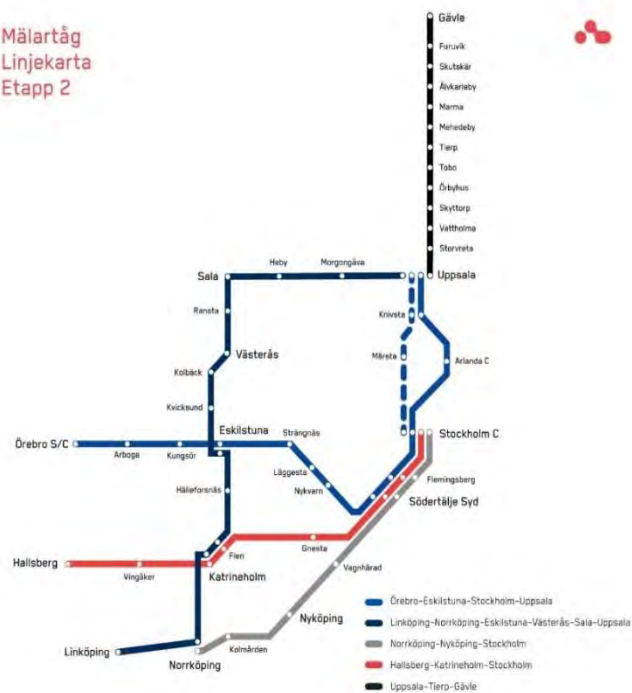 Mälartåg
Linjekarta
Etapp 2
Gävle
Furuvik
Skutskär
Älvkarleby
Marma
Mehedeby
Tierp
Tobo
Örbyhus
Skyttorp
Vattholma
Storvreta
Uppsala
Heby
Morgongåva
Sala
Ransta
Knivsta
Märsta
Arlanda C
Västerås
Kolbäck
Kvicksund
Eskilstuna
Strängnäs
Stockholm C
Örebro S/C
Arboga
Kungsör
Läggesta
Nykvarn
Flemingsberg
Södertälje Syd
Hälleforsnäs
Flen
Gnesta
Hallsberg
Vingåker
Katrineholm
Vagnhärad
Nyköping
Kolmården
Linköping
Norrköping
Örebro-Eskilstuna-Stockholm-Uppsala
Linköping-Norrköping-Eskilstuna-Västerås-Sala-Uppsala
Norrköping-Nyköping-Stockholm
Hallsberg-Katrineholm-Stockholm
Uppsala-Tierp-Gävle